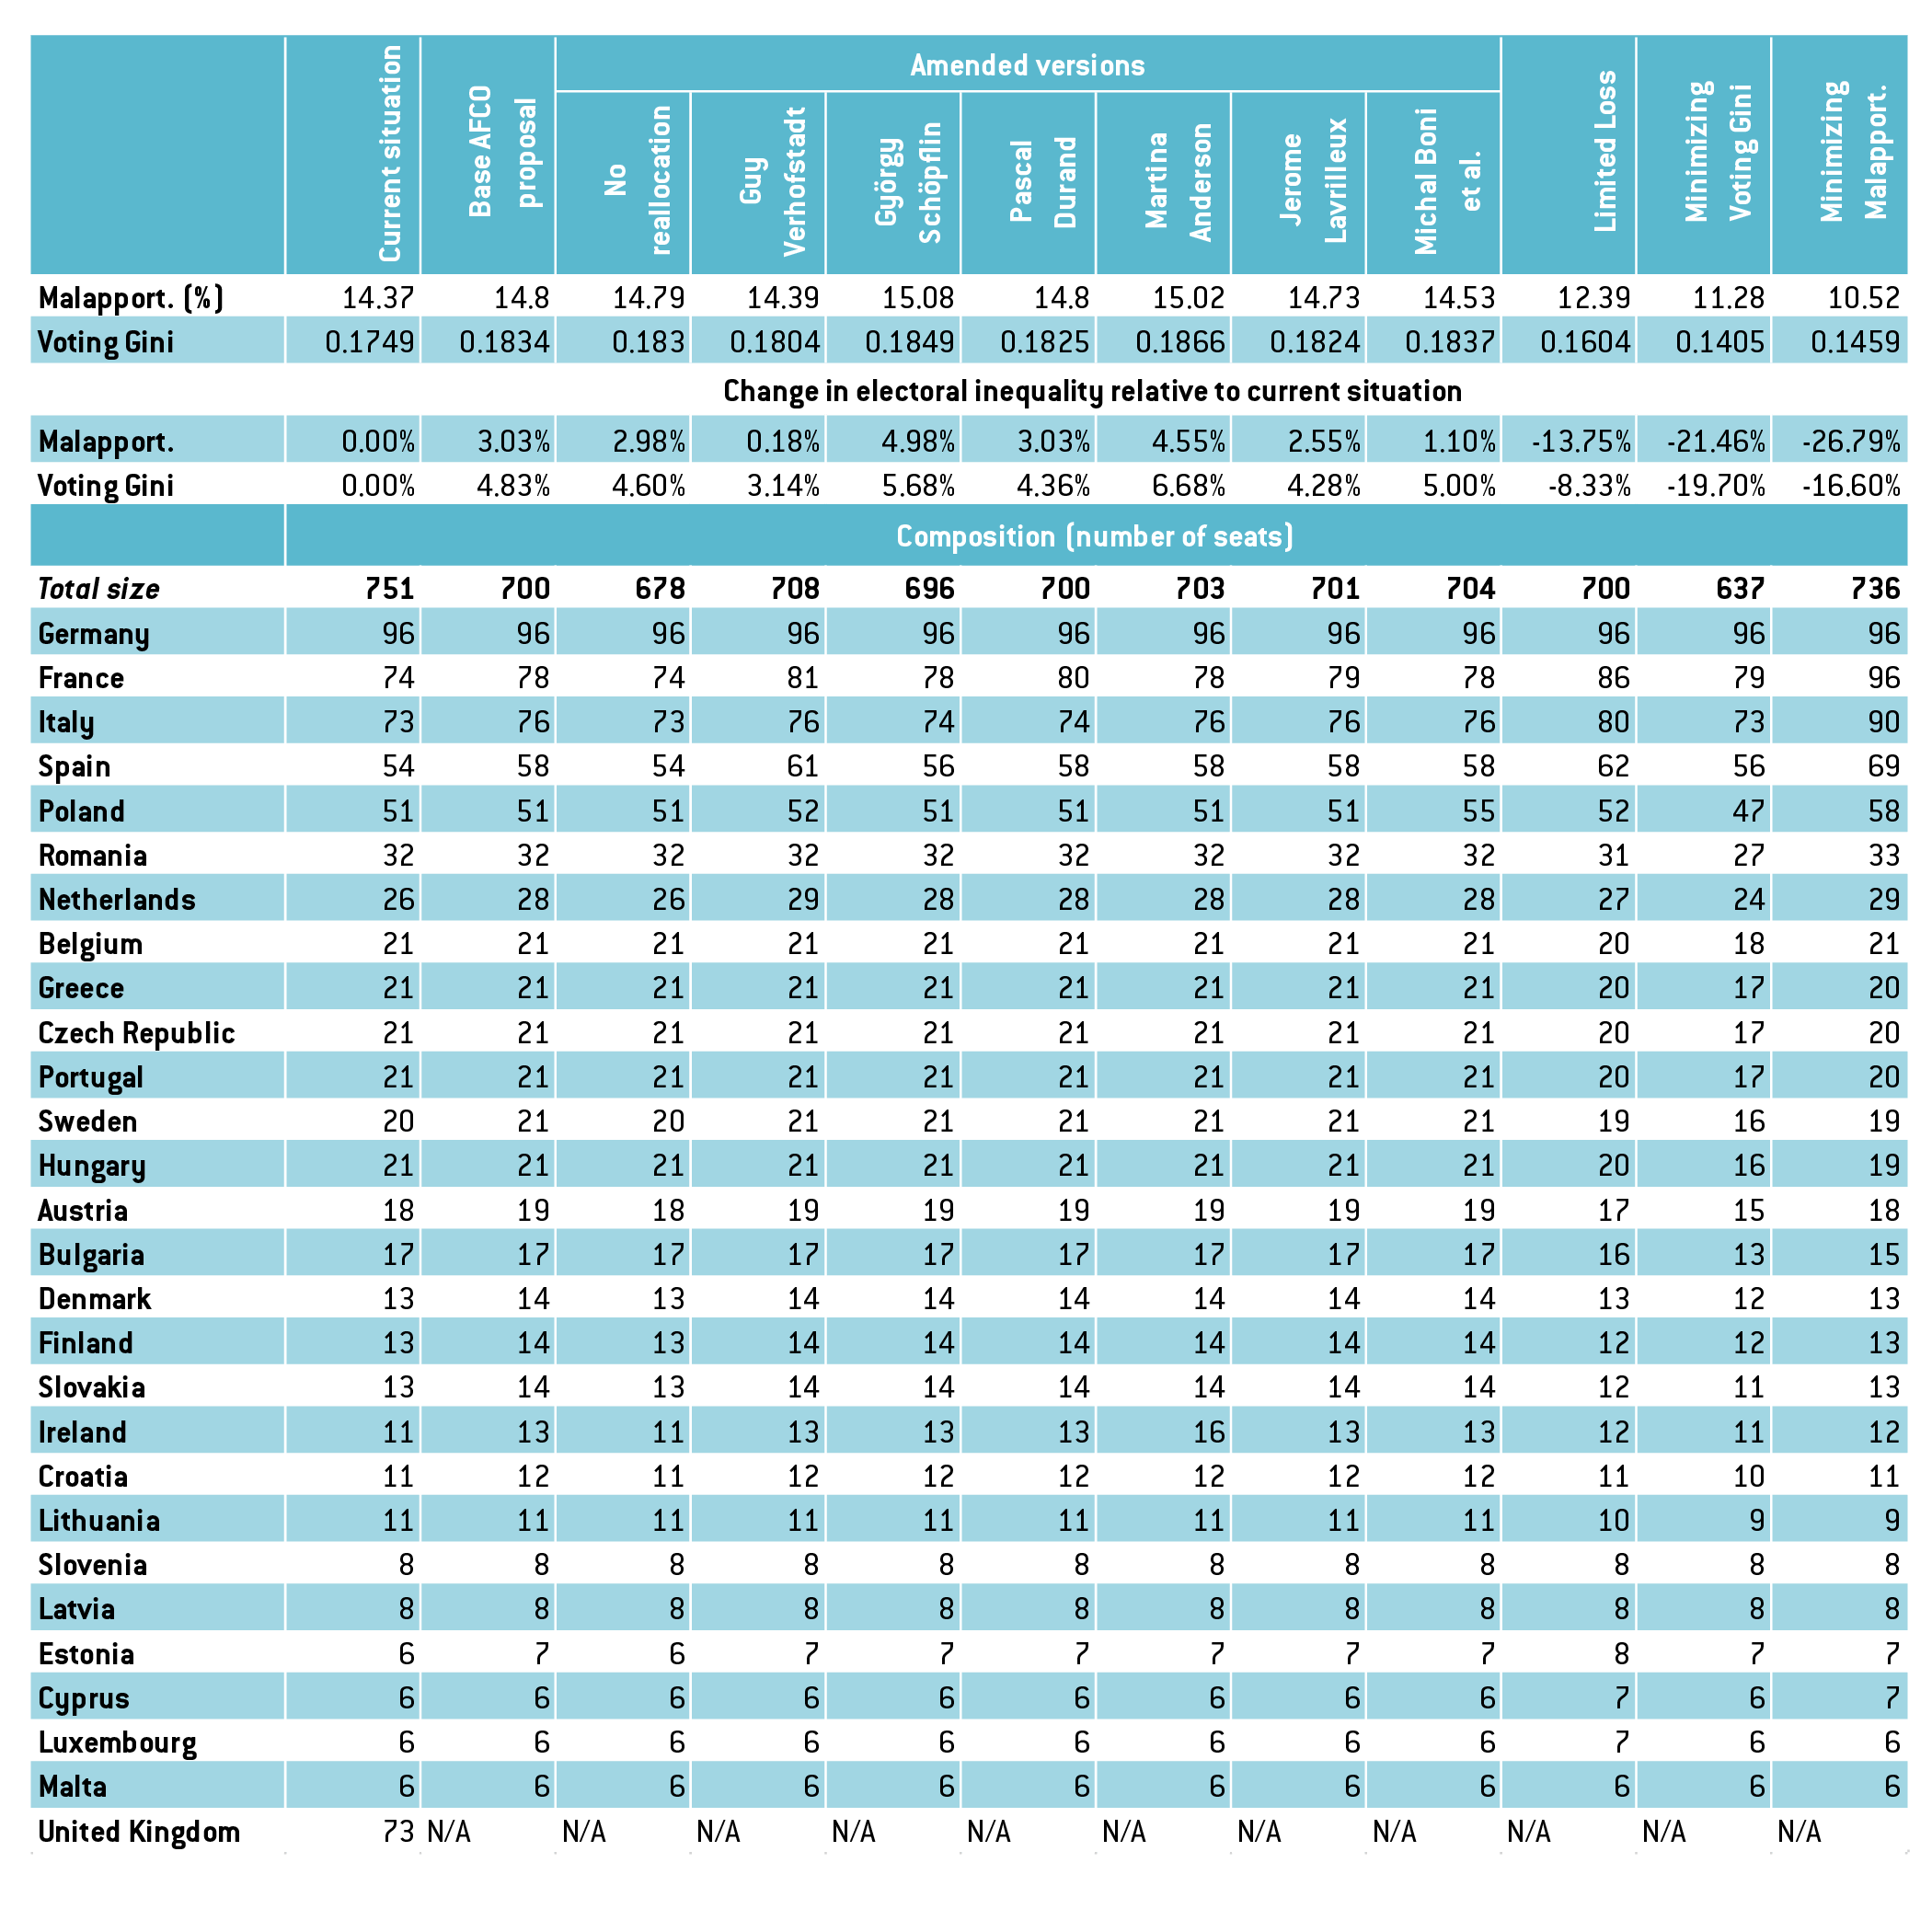 Current situation
Base AFCO proposal
Amended versions
No reallocation
Guy Verhofstadt
György Schöpflin
Pascal Durand
Martina Anderson
Jerome Lavrilleux
Michal Boni et al.
Limited Loss
Minimizing Voting Gini
Minimizing Malapport.
Malapport. (%) 14.37 14.8 14.79 14.39 15.08 14.8 15.02 14.73 14.53 12.39 11.28 10.52
Voting Gini 0.1749 0.1834 0.183 0.1804 0.1849 0.1825 0.1866 0.1824 0.1837 0.1604 0.1405 0.1459
Change in electoral inequality relative to current situation
Malapport. 0.00% 3.03% 2.98% 0.18% 4.98% 3.03% 4.55% 2.55% 1.10% -13.75% -21.46% -26.79%
Voting Gini 0.00% 4.83% 4.60% 3.14% 5.68% 4.36% 6.68% 4.28% 5.00% -8.33% -19.70% -16.60%
Composition (number of seats)
Total size 751 700 678 708 696 700 703 701 704 700 637 736
Germany 96 96 96 96 96 96 96 96 96 96 96 96
France 74 78 74 81 78 80 78 79 78 86 79 96
Italy 73 76 73 76 74 74 76 76 76 80 73 90
Spain 54 58 54 61 56 58 58 58 58 62 56 69
Poland 51 51 51 52 51 51 51 51 55 52 47 58
Romania 32 32 32 32 32 32 32 32 32 31 27 33
Netherlands 26 28 26 29 28 28 28 28 28 27 24 29
Belgium 21 21 21 21 21 21 21 21 21 20 18 21
Greece 21 21 21 21 21 21 21 21 21 20 17 20
Czech Republic 21 21 21 21 21 21 21 21 21 20 17 20
Portugal 21 21 21 21 21 21 21 21 21 20 17 20
Sweden 20 21 20 21 21 21 21 21 21 19 16 19
Hungary 21 21 21 21 21 21 21 21 21 20 16 19
Austria 18 19 18 19 19 19 19 19 19 17 15 18
Bulgaria 17 17 17 17 17 17 17 17 17 16 13 15
Denmark 13 14 13 14 14 14 14 14 14 13 12 13
Finland 13 14 13 14 14 14 14 14 14 12 12 13
Slovakia 13 14 13 14 14 14 14 14 14 12 11 13
Ireland 11 13 11 13 13 13 16 13 13 12 11 12
Croatia 11 12 11 12 12 12 12 12 12 11 10 11
Lithuania 11 11 11 11 11 11 11 11 11 10 9 9
Slovenia 8 8 8 8 8 8 8 8 8 8 8 8
Latvia 8 8 8 8 8 8 8 8 8 8 8 8
Estonia 6 7 6 7 7 7 7 7 7 8 7 7
Cyprus 6 6 6 6 6 6 6 6 6 7 6 7
Luxembourg 6 6 6 6 6 6 6 6 6 7 6 6
Malta 6 6 6 6 6 6 6 6 6 6 6 6
United Kingdom 73 N/A N/A N/A N/A N/A N/A N/A N/A N/A N/A N/A